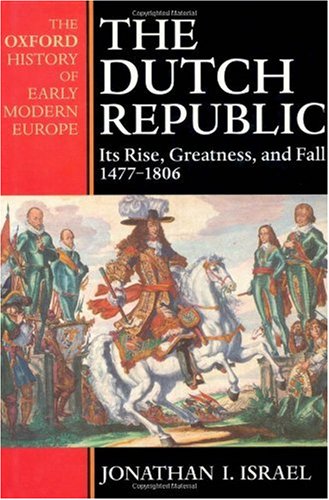 THE
OXFORD
HISTORY
OF
EARLY
MODERN
EUROPE
THE
DUTCH
REPUBLIC
Its Rise, Greatness, and Fall
1477-1806
JONATHAN I. ISRAEL